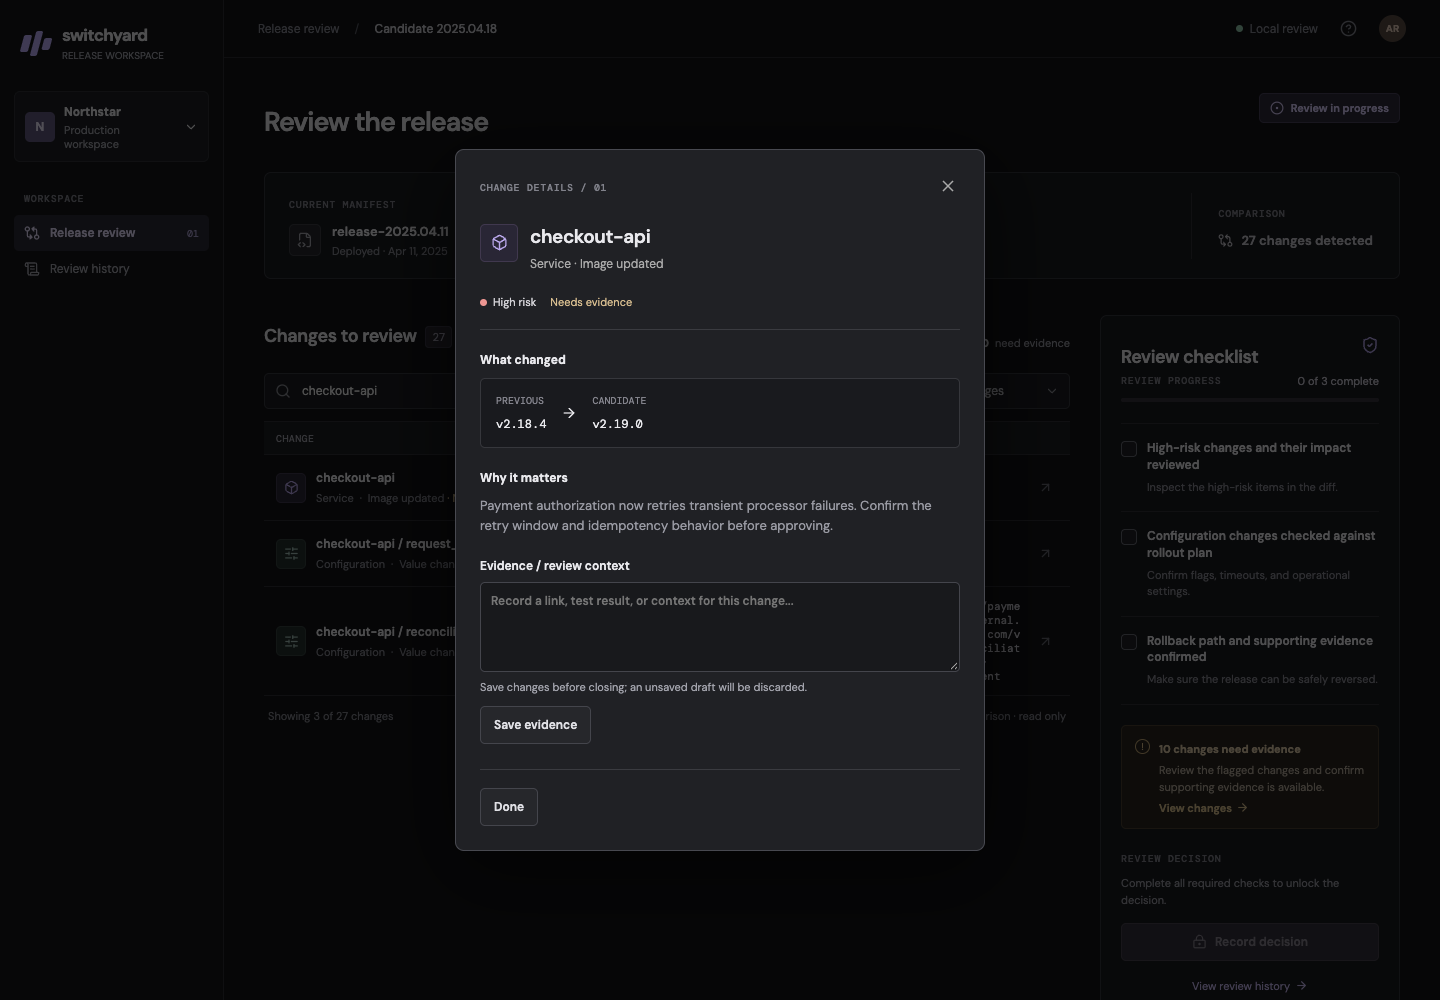 switchyard
RELEASE WORKSPACE
N
Northstar
Production
workspace
WORKSPACE
Release review 01
Review history
Release review / Candidate 2025.04.18
Local review
AR
Review the release
Review in progress
CURRENT MANIFEST
release-2025.04.11
Deployed · Apr 11, 2025
COMPARISON
27 changes detected
Changes to review 27
need evidence
checkout-api
CHANGE
checkout-api
Service · Image updated ·
checkout-api / request_
Configuration · Value chan
checkout-api / reconcili
Configuration · Value chan
/payme
ernal.
com/v
ciliat
ent
Showing 3 of 27 changes
rison · read only
CHANGE DETAILS / 01
checkout-api
Service · Image updated
High risk Needs evidence
What changed
PREVIOUS
v2.18.4
CANDIDATE
v2.19.0
Why it matters
Payment authorization now retries transient processor failures. Confirm the
retry window and idempotency behavior before approving.
Evidence / review context
Record a link, test result, or context for this change...
Save changes before closing; an unsaved draft will be discarded.
Save evidence
Done
Review checklist
REVIEW PROGRESS 0 of 3 complete
High-risk changes and their impact
reviewed
Inspect the high-risk items in the diff.
Configuration changes checked against
rollout plan
Confirm flags, timeouts, and operational
settings.
Rollback path and supporting evidence
confirmed
Make sure the release can be safely reversed.
10 changes need evidence
Review the flagged changes and confirm
supporting evidence is available.
View changes →
REVIEW DECISION
Complete all required checks to unlock the
decision.
Record decision
View review history →